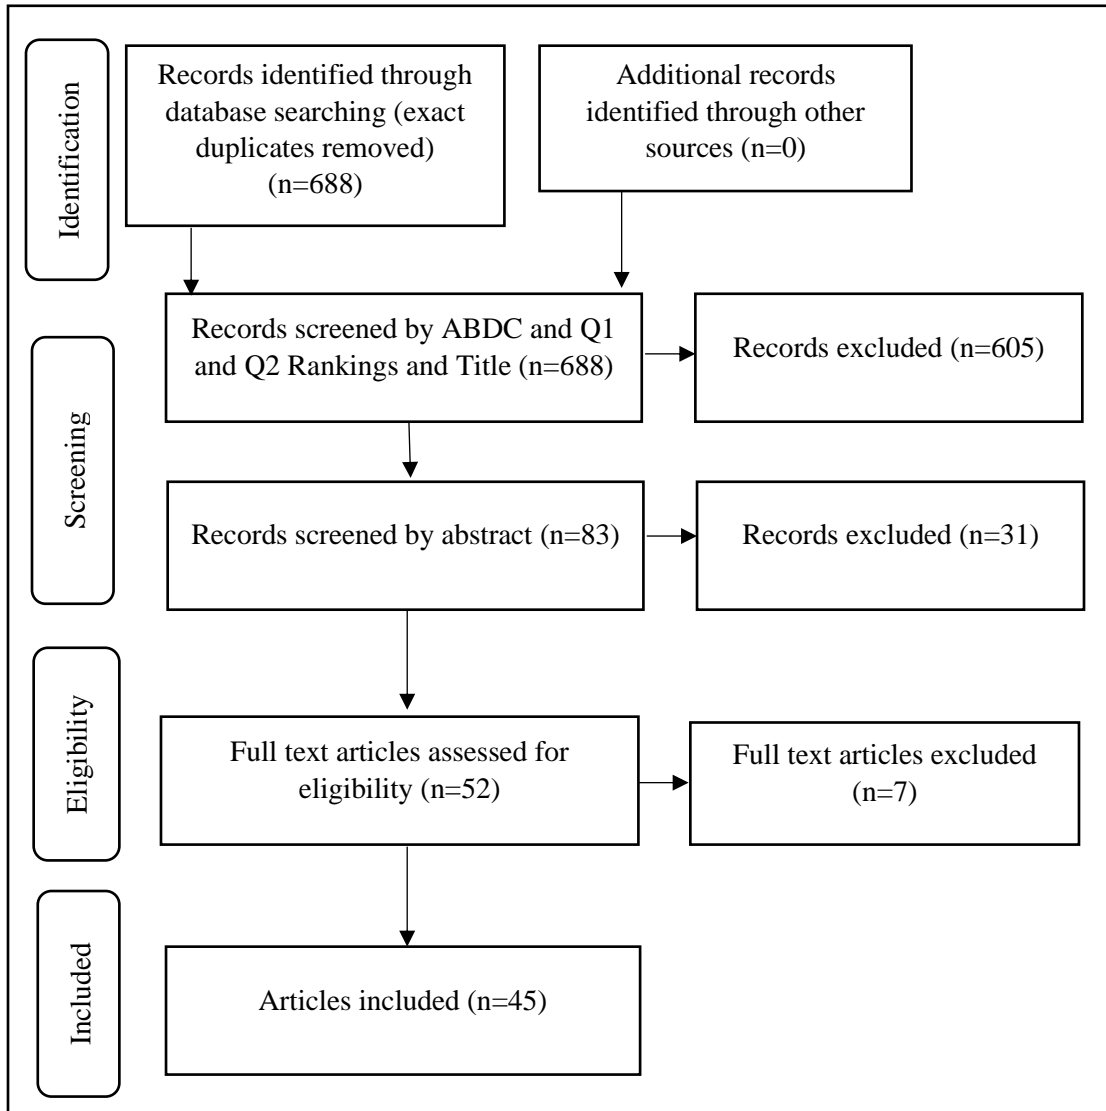 Identification
Records identified through
database searching (exact
duplicates removed)
(n=688)
Additional records
identified through other
sources (n=0)
Screening
Records screened by ABDC and Q1
and Q2 Rankings and Title (n=688)
Records excluded (n=605)
Records screened by abstract (n=83)
Records excluded (n=31)
Eligibility
Full text articles assessed for
eligibility (n=52)
Full text articles excluded
(n=7)
Included
Articles included (n=45)